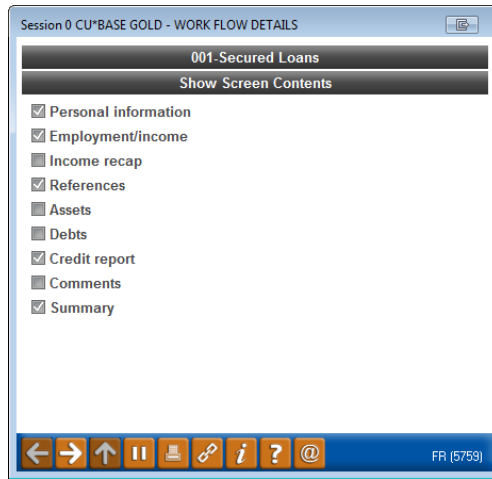 Session 0 CU*BASE GOLD - WORK FLOW DETAILS
001-Secured Loans
Show Screen Contents
Personal information
Employment/income
Income recap
References
Assets
Debts
Credit report
Comments
Summary
i ? @
FR (5759)